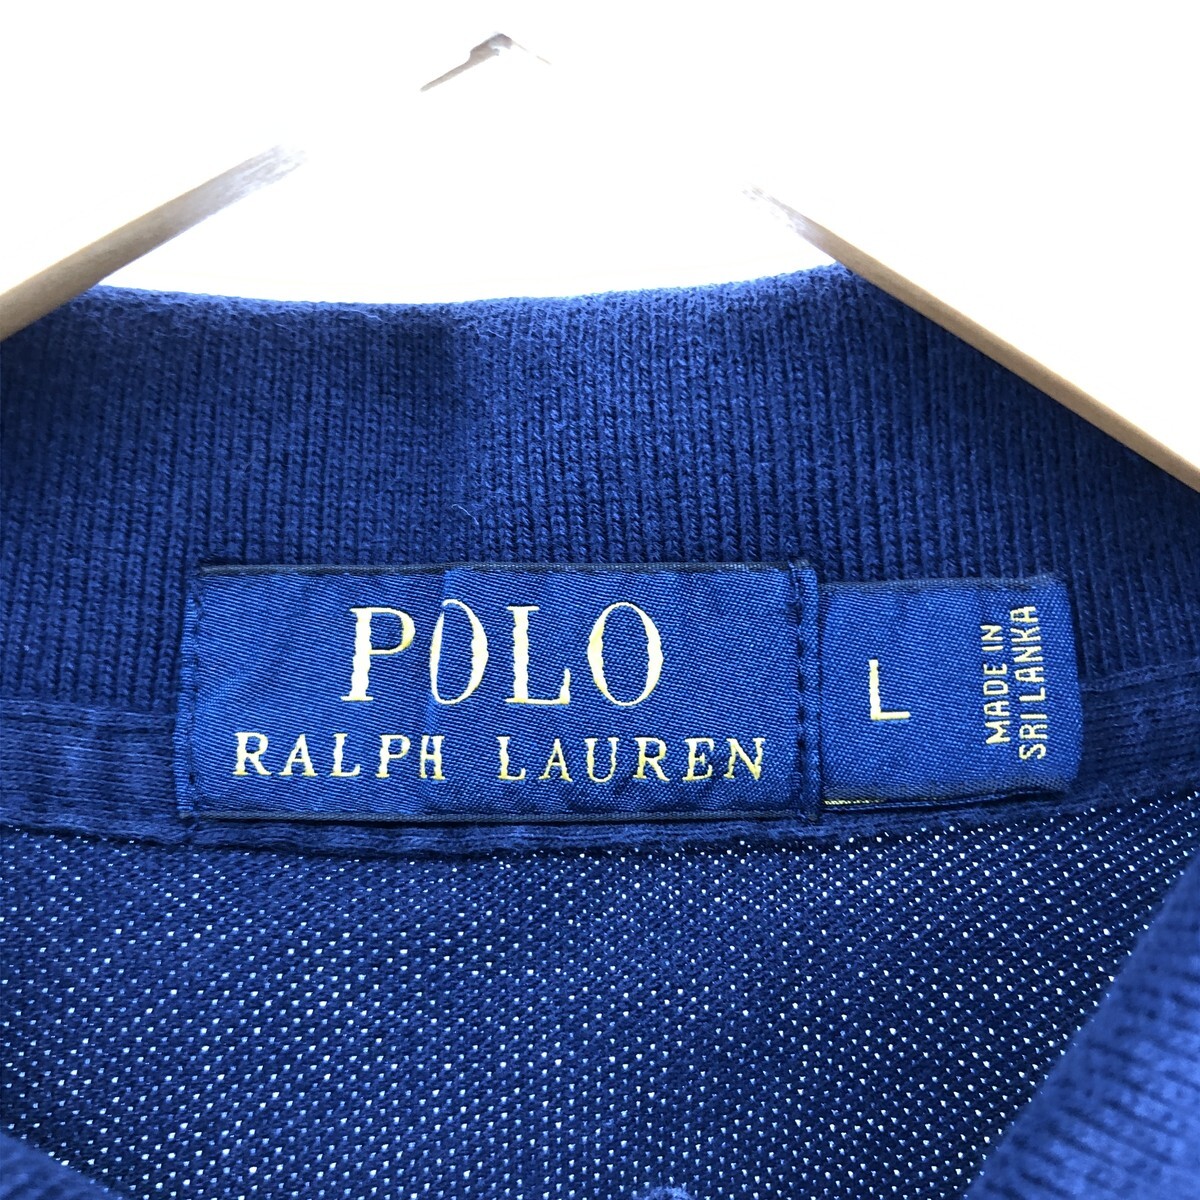 POLO
RALPH LAUREN
L
MADE IN
SRI LANKA